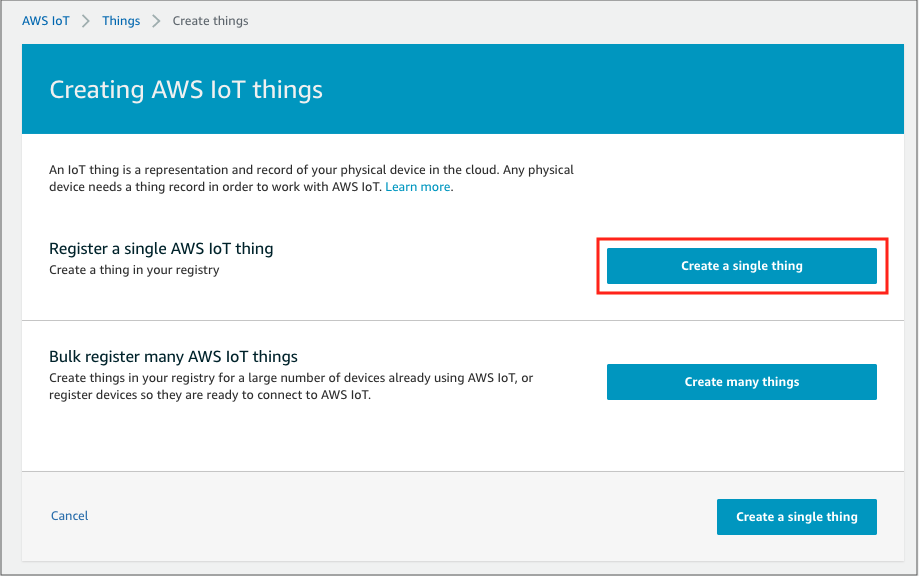 AWS IoT > Things > Create things
Creating AWS IoT things
An IoT thing is a representation and record of your physical device in the cloud. Any physical
device needs a thing record in order to work with AWS IoT. Learn more.
Register a single AWS IoT thing
Create a thing in your registry
Create a single thing
Bulk register many AWS IoT things
Create things in your registry for a large number of devices already using AWS IoT, or
register devices so they are ready to connect to AWS IoT.
Create many things
Cancel
Create a single thing